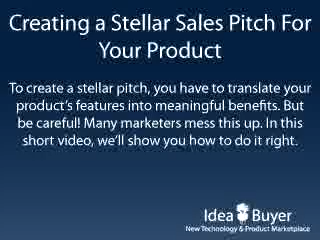 Creating a Stellar Sales Pitch For
Your Product
To create a stellar pitch, you have to translate your
product's features into meaningful benefits. But
be careful! Many marketers mess this up. In this
short video, we'll show you how to do it right.
Idea Buyer
New Technology & Product Marketplace